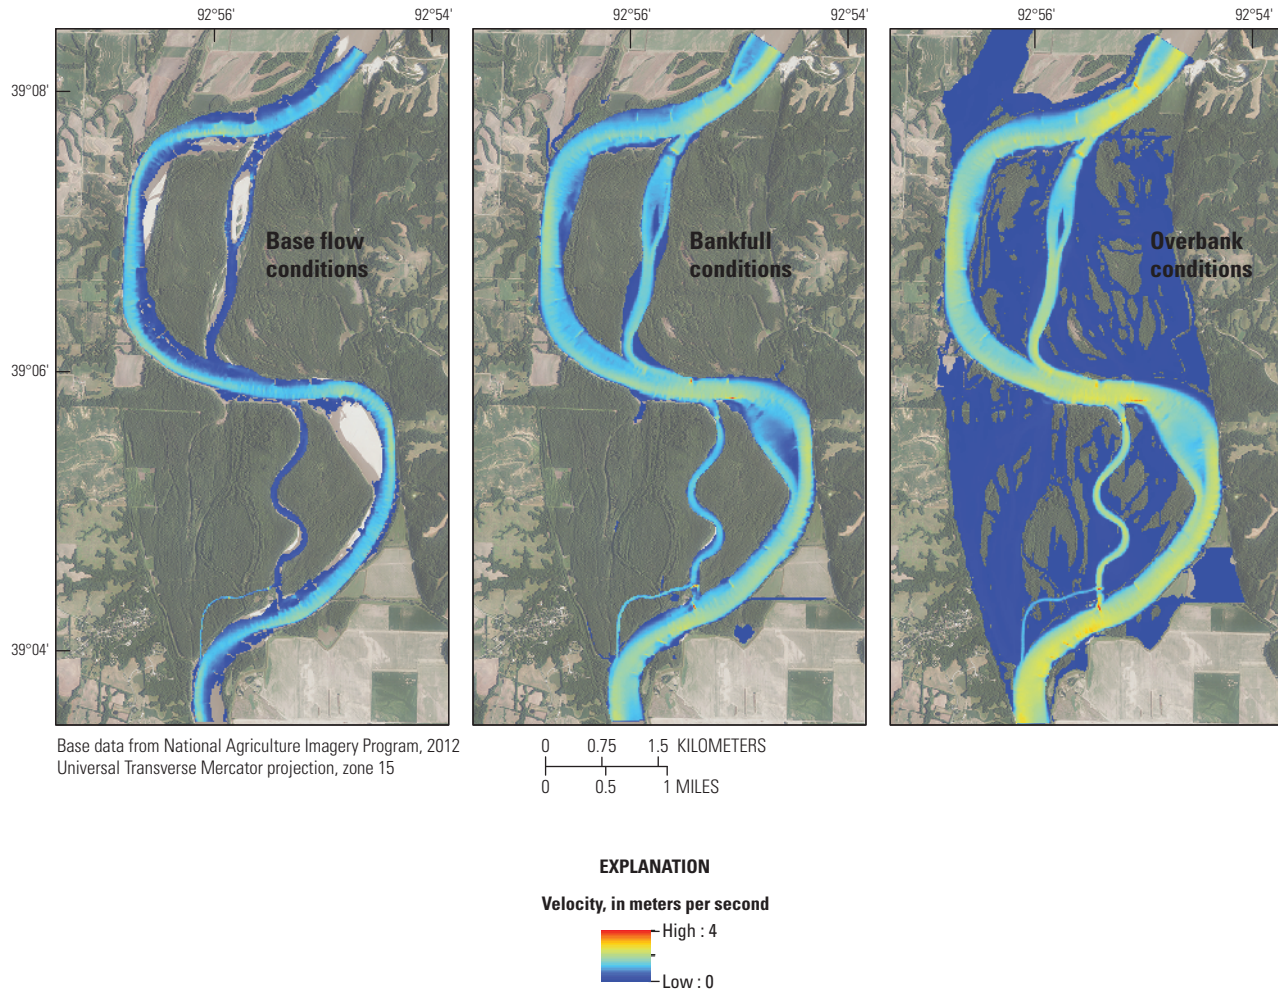 92°56'
92°54'
92°56'
92°54'
92°56'
92°54'
39°08'
39°06'
39°04'
Base flow
conditions
Bankfull
conditions
Overbank
conditions
Base data from National Agriculture Imagery Program, 2012
Universal Transverse Mercator projection, zone 15
0 0.75 1.5 KILOMETERS
0 0.5 1 MILES
EXPLANATION
Velocity, in meters per second
High : 4
Low : 0